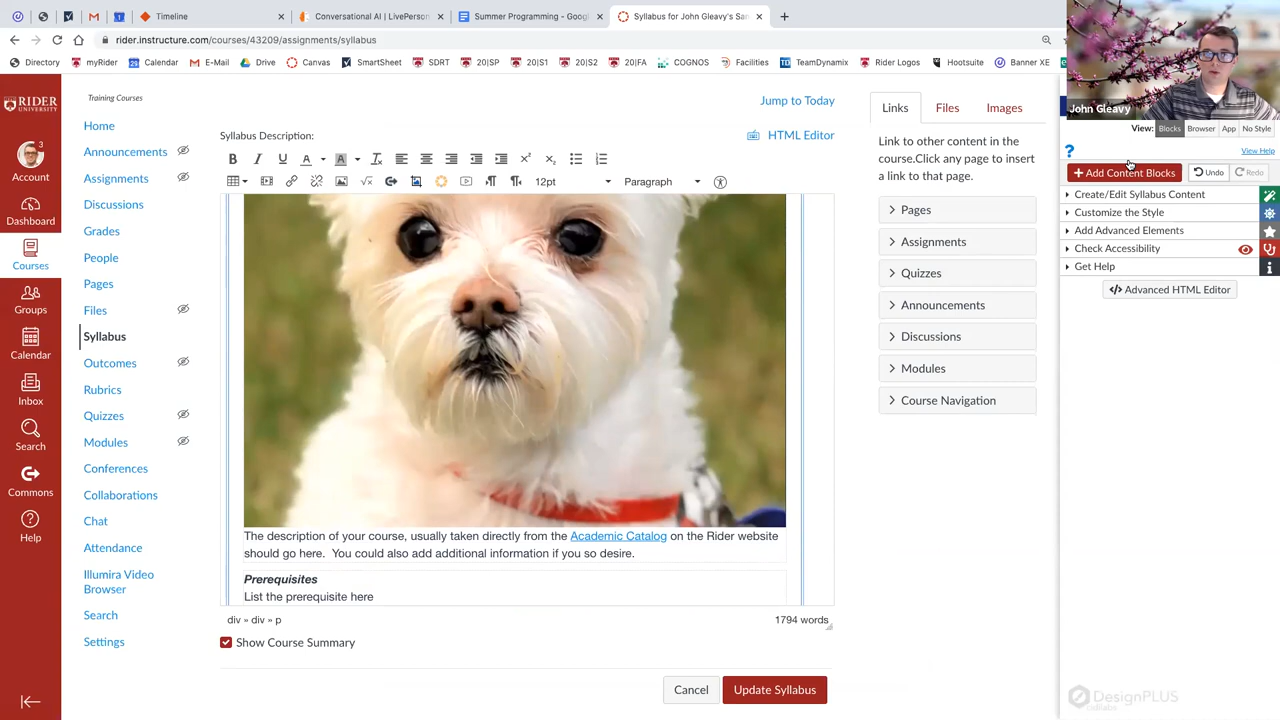 Timeline
Conversational AI | LivePerson
Summer Programming - Googl
Syllabus for John Gleavy's San
rider.instructure.com/courses/43209/assignments/syllabus
Directory myRider Calendar E-Mail Drive Canvas SmartSheet SDRT 20|SP 20|S1 20|S2 20|FA COGNOS Facilities TeamDynamix Rider Logos Hootsuite Banner XE
RIDER
UNIVERSITY
3
Account
Dashboard
Courses
Groups
Calendar
Inbox
Search
Commons
Help
Training Courses
Home
Announcements
Assignments
Discussions
Grades
People
Pages
Files
Syllabus
Outcomes
Rubrics
Quizzes
Modules
Conferences
Collaborations
Chat
Attendance
Illumira Video
Browser
Search
Settings
Jump to Today
Syllabus Description:
HTML Editor
B I U A A
12pt Paragraph
The description of your course, usually taken directly from the Academic Catalog on the Rider website
should go here. You could also add additional information if you so desire.
Prerequisites
List the prerequisite here
div » div » p
1794 words
Show Course Summary
Cancel
Update Syllabus
Links Files Images
Link to other content in the
course.Click any page to insert
a link to that page.
Pages
Assignments
Quizzes
Announcements
Discussions
Modules
Course Navigation
John Gleavy
View: Blocks Browser App No Style
? View Help
+ Add Content Blocks Undo Redo
Create/Edit Syllabus Content
Customize the Style
Add Advanced Elements
Check Accessibility
Get Help
</> Advanced HTML Editor
DesignPLUS
cidilabs